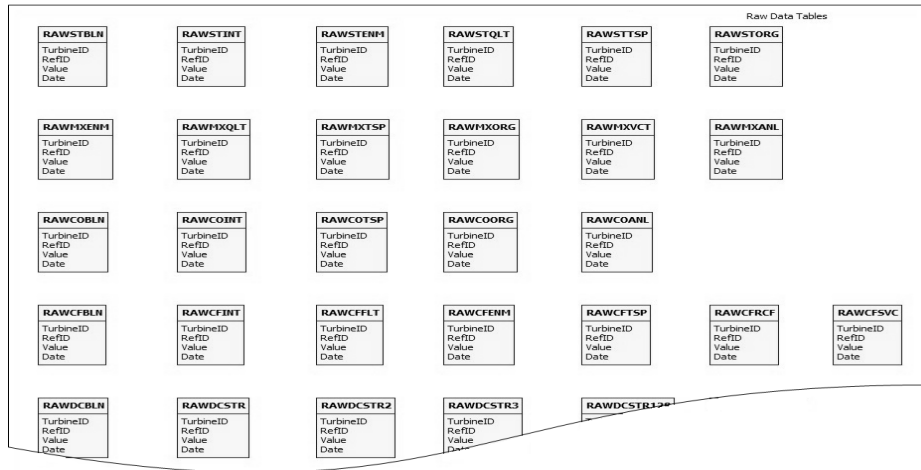 Raw Data Tables
RAWSTBLN
TurbineID
RefID
Value
Date
RAWSTINT
TurbineID
RefID
Value
Date
RAWSTENM
TurbineID
RefID
Value
Date
RAWSTQLT
TurbineID
RefID
Value
Date
RAWSTTSP
TurbineID
RefID
Value
Date
RAWSTORG
TurbineID
RefID
Value
Date
RAWMXENM
TurbineID
RefID
Value
Date
RAWMXQLT
TurbineID
RefID
Value
Date
RAWMXTSP
TurbineID
RefID
Value
Date
RAWMXORG
TurbineID
RefID
Value
Date
RAWMXVCT
TurbineID
RefID
Value
Date
RAWMXANL
TurbineID
RefID
Value
Date
RAWCOBLN
TurbineID
RefID
Value
Date
RAWCOINT
TurbineID
RefID
Value
Date
RAWCOTSP
TurbineID
RefID
Value
Date
RAWCOORG
TurbineID
RefID
Value
Date
RAWCOANL
TurbineID
RefID
Value
Date
RAWCFBLN
TurbineID
RefID
Value
Date
RAWCFINT
TurbineID
RefID
Value
Date
RAWCFFLT
TurbineID
RefID
Value
Date
RAWCFENM
TurbineID
RefID
Value
Date
RAWCFTSP
TurbineID
RefID
Value
Date
RAWCFRCF
TurbineID
RefID
Value
Date
RAWCFSVC
TurbineID
RefID
Value
Date
RAWDCBLN
TurbineID
RefID
Value
Date
RAWDCSTR
TurbineID
RefID
Value
Date
RAWDCSTR2
TurbineID
RefID
Value
Date
RAWDCSTR3
TurbineID
RefID
Value
Date